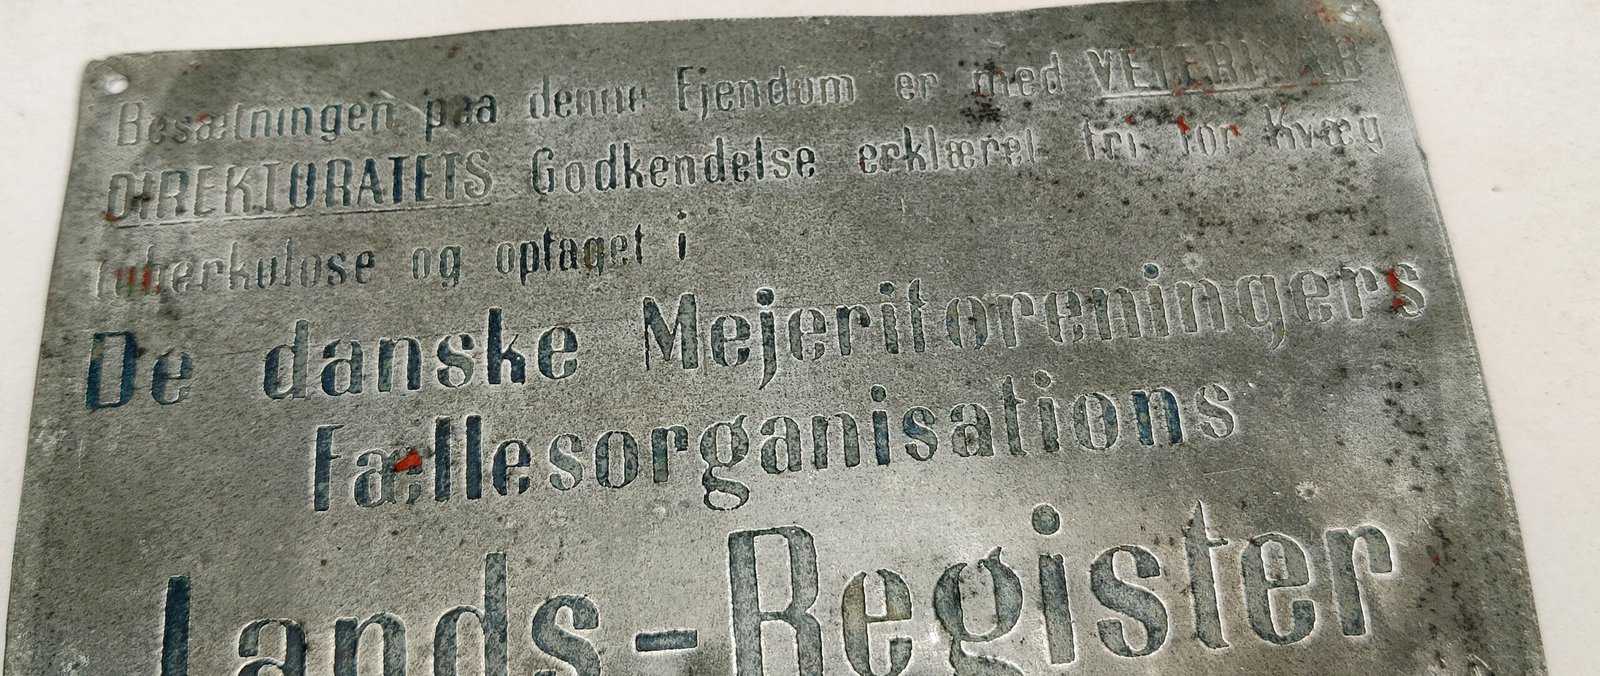 Besætningen paa denne Ejendom er med VETERINÆR
DIREKTORATETS Godkendelse erklæret fri for Kvæg
tuberkulose og optaget i
De danske Mejeriforeningers
Fællesorganisations
Lands-Register